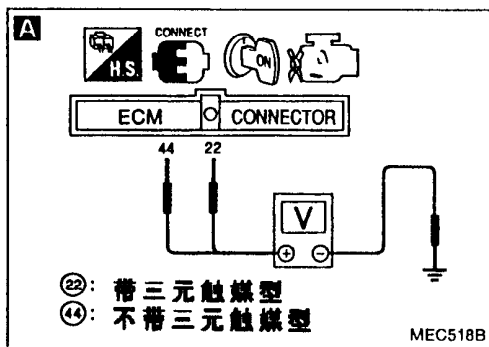 A
CONNECT
H.S.
ON
ECM CONNECTOR
44 22
V
⊕ ⊖
㉒: 带三元触媒型
㊹: 不带三元触媒型
MEC518B